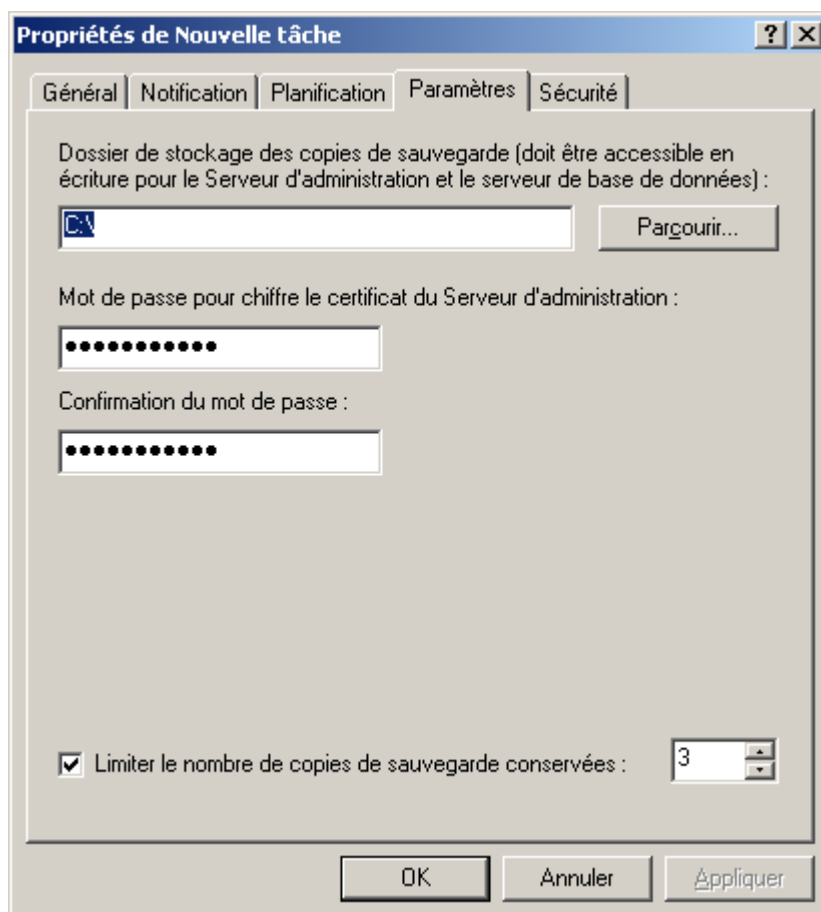 Propriétés de Nouvelle tâche
Général Notification Planification Paramètres Sécurité
Dossier de stockage des copies de sauvegarde (doit être accessible en
écriture pour le Serveur d'administration et le serveur de base de données) :
C:\ Parcourir...
Mot de passe pour chiffre le certificat du Serveur d'administration :
●●●●●●●●●●●
Confirmation du mot de passe :
●●●●●●●●●●●
Limiter le nombre de copies de sauvegarde conservées : 3
OK Annuler Appliquer